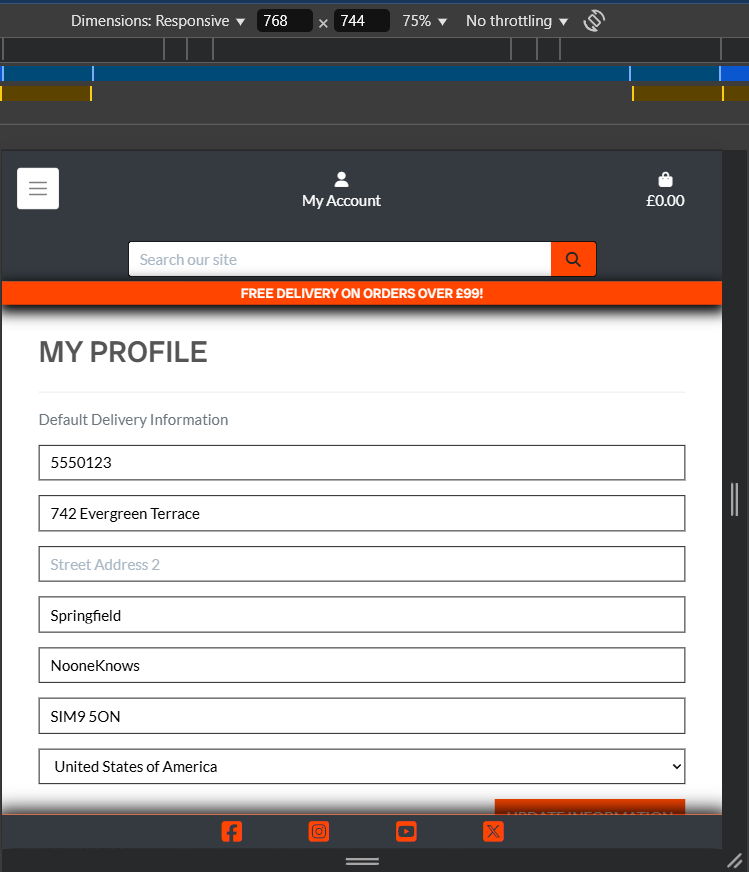 Dimensions: Responsive ▼ 768 × 744 75% ▼ No throttling ▼
My Account
£0.00
Search our site
FREE DELIVERY ON ORDERS OVER £99!
MY PROFILE
Default Delivery Information
5550123
742 Evergreen Terrace
Street Address 2
Springfield
NooneKnows
SIM9 5ON
United States of America
UPDATE INFORMATION